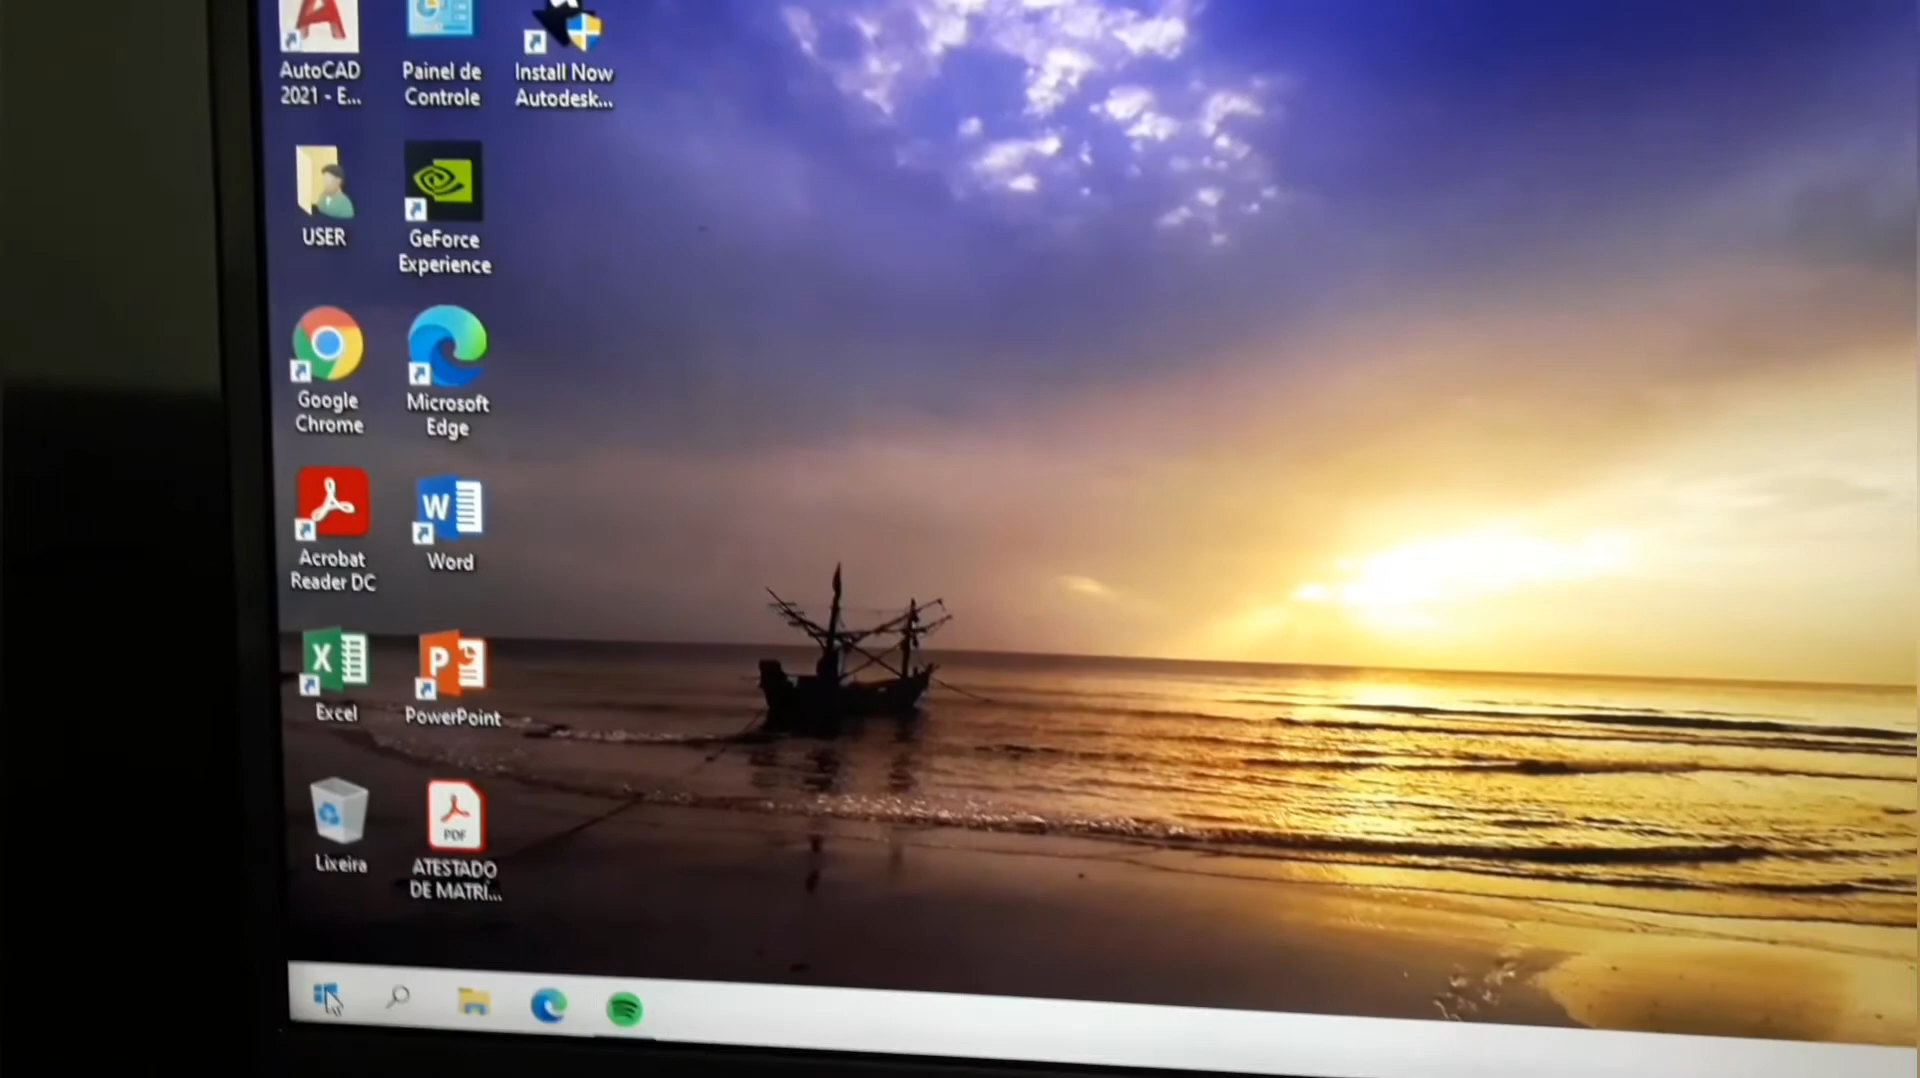 AutoCAD
2021 - E...
Painel de
Controle
Install Now
Autodesk...
USER
GeForce
Experience
Google
Chrome
Microsoft
Edge
Acrobat
Reader DC
W
Word
X
Excel
P
PowerPoint
Lixeira
PDF
ATESTADO
DE MATRÍ...